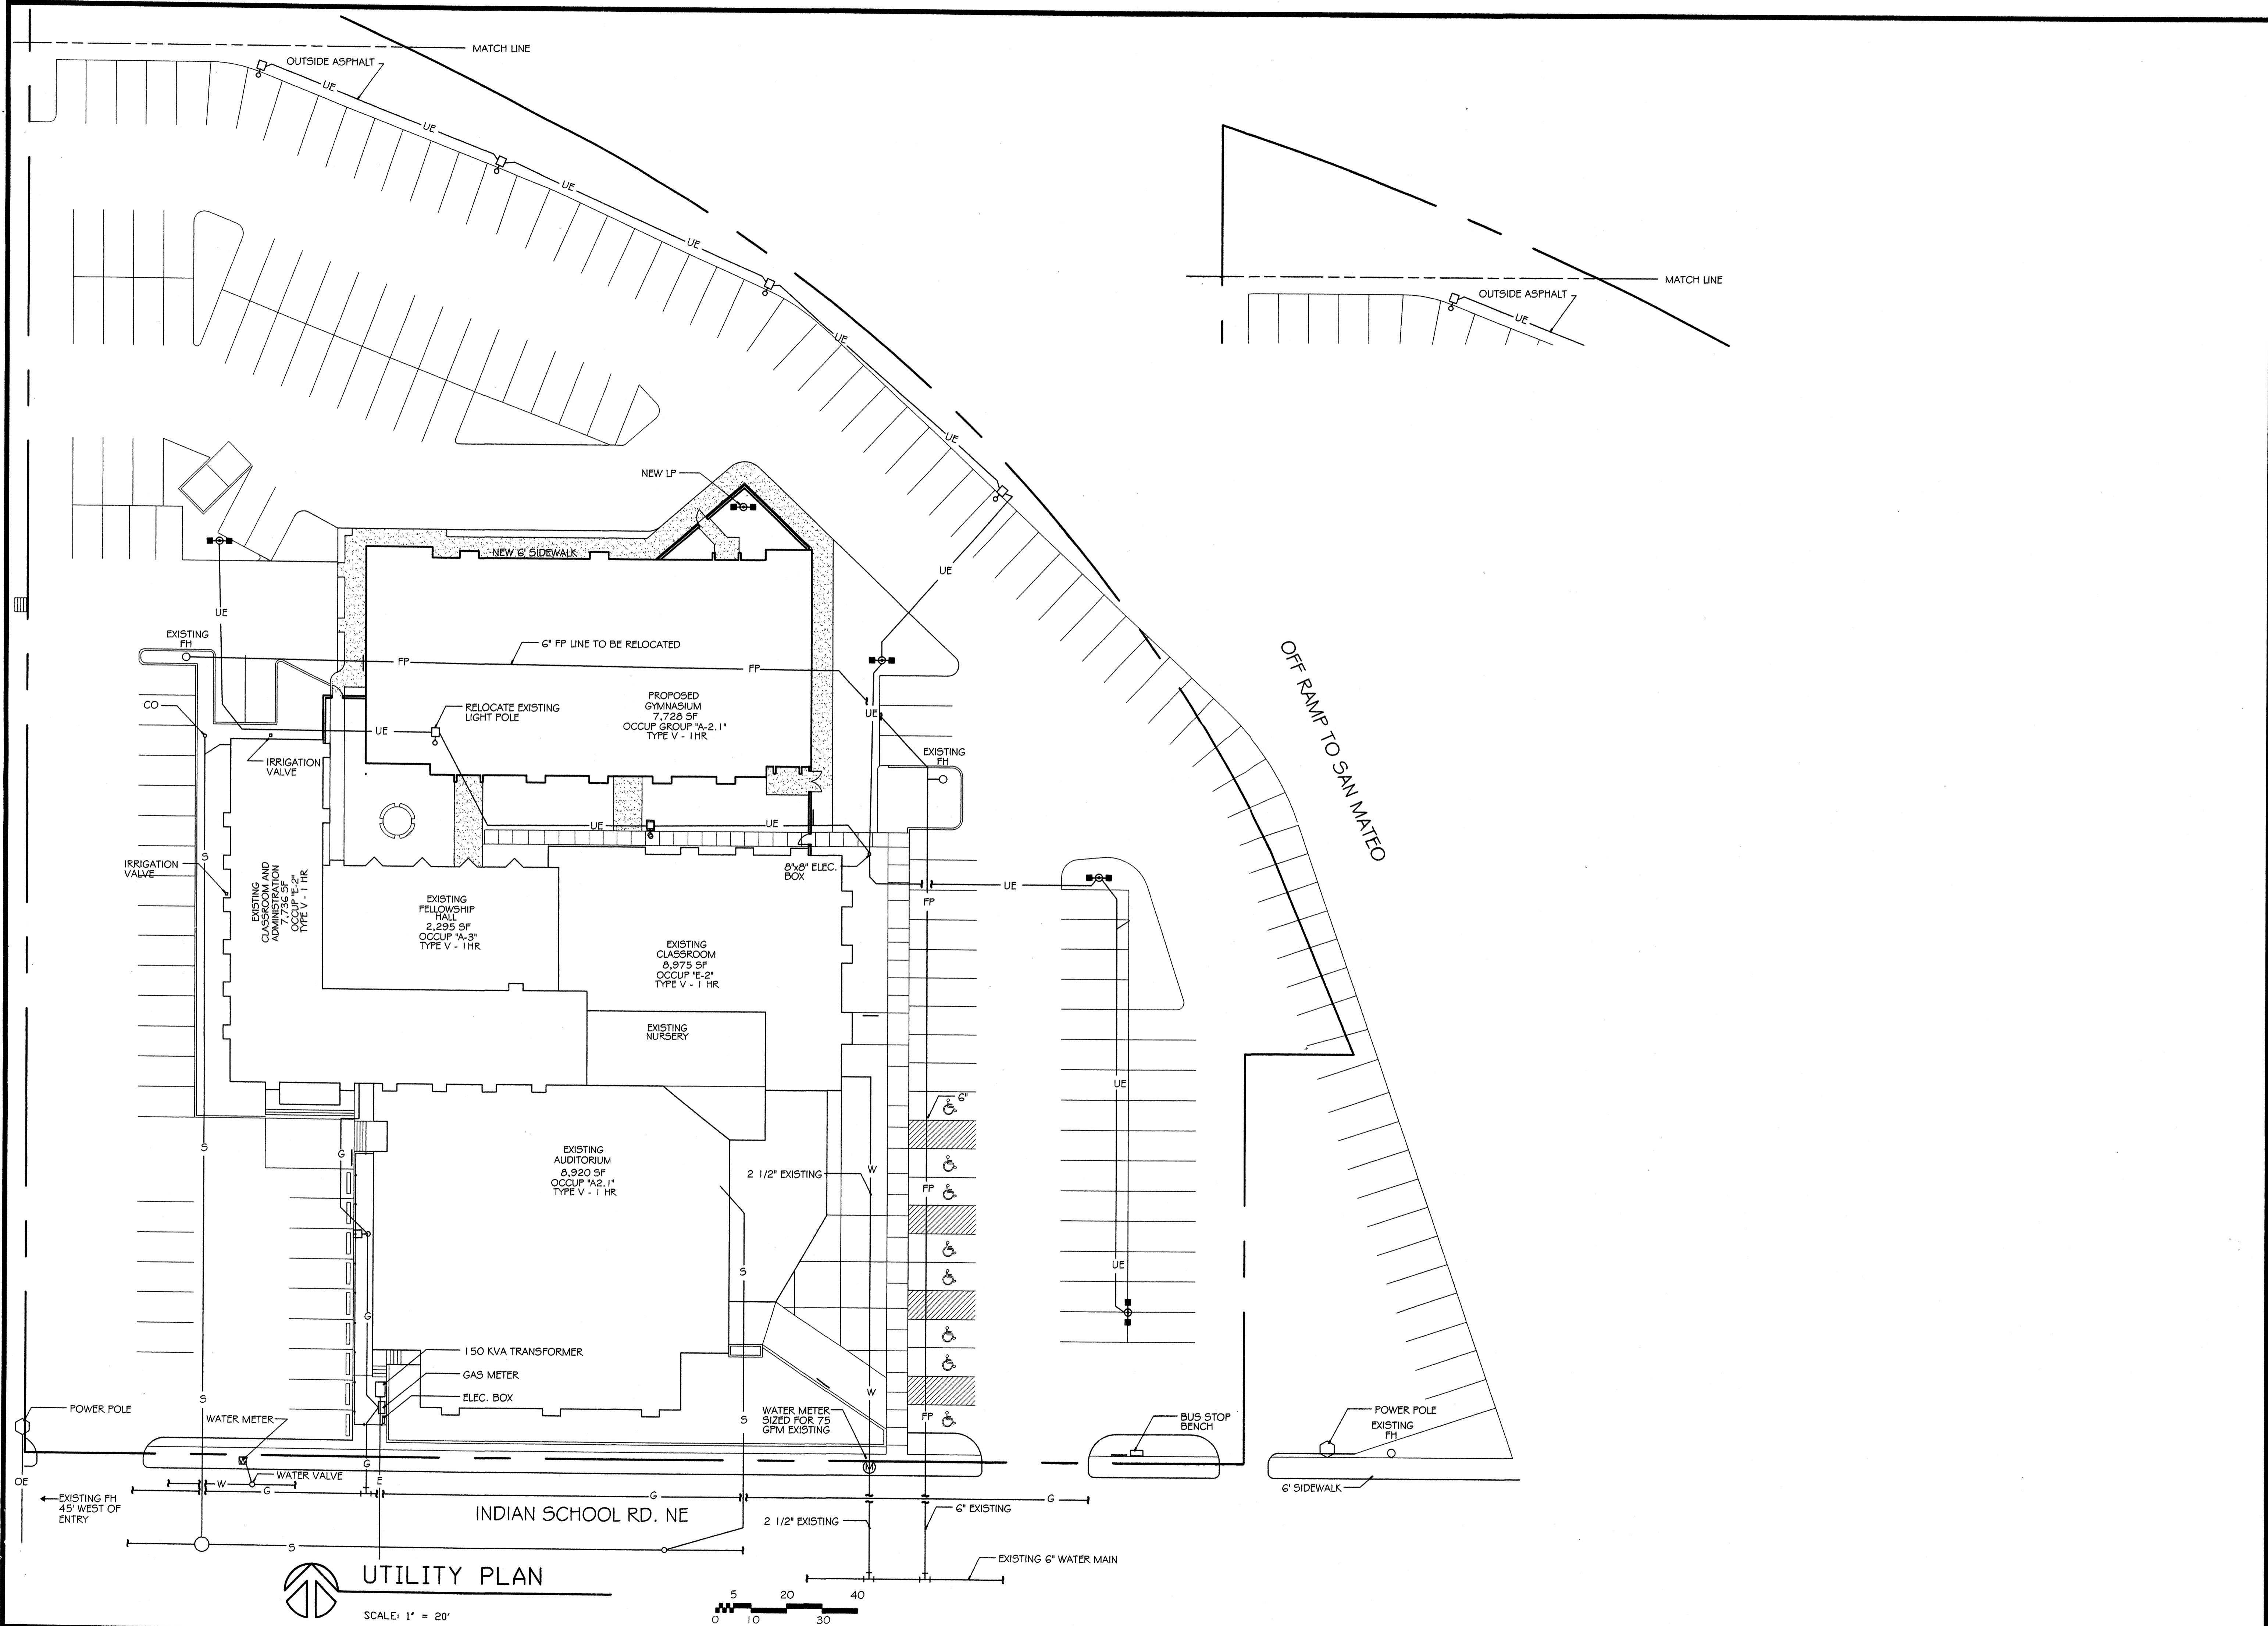 MATCH LINE
OUTSIDE ASPHALT
UE
UE
UE
UE
UE
UE
MATCH LINE
OUTSIDE ASPHALT
UE
NEW LP
NEW 6' SIDEWALK
UE
UE
EXISTING
FH
6" FP LINE TO BE RELOCATED
FP
FP
CO
RELOCATE EXISTING
LIGHT POLE
PROPOSED
GYMNASIUM
7,728 SF
OCCUP GROUP "A-2.1"
TYPE V - 1HR
UE
UE
IRRIGATION
VALVE
EXISTING
FH
OFF RAMP TO SAN MATEO
UE
UE
S
IRRIGATION
VALVE
EXISTING
CLASSROOM AND
ADMINISTRATION
7,736 SF
OCCUP "E-2"
TYPE V - 1 HR
8"x8" ELEC.
BOX
UE
FP
EXISTING
FELLOWSHIP
HALL
2,295 SF
OCCUP "A-3"
TYPE V - 1HR
EXISTING
CLASSROOM
8,975 SF
OCCUP "E-2"
TYPE V - 1 HR
EXISTING
NURSERY
UE
6"
S
G
EXISTING
AUDITORIUM
8,920 SF
OCCUP "A2.1"
TYPE V - 1 HR
2 1/2" EXISTING
W
FP
S
UE
G
150 KVA TRANSFORMER
GAS METER
ELEC. BOX
S
W
POWER POLE
WATER METER
S
WATER METER
SIZED FOR 75
GPM EXISTING
FP
BUS STOP
BENCH
POWER POLE
EXISTING
FH
M
G
E
WATER VALVE
OE
W
G
G
G
6' SIDEWALK
EXISTING FH
45' WEST OF
ENTRY
INDIAN SCHOOL RD. NE
6" EXISTING
2 1/2" EXISTING
S
EXISTING 6" WATER MAIN
UTILITY PLAN
SCALE: 1" = 20'
5 20 40
0 10 30